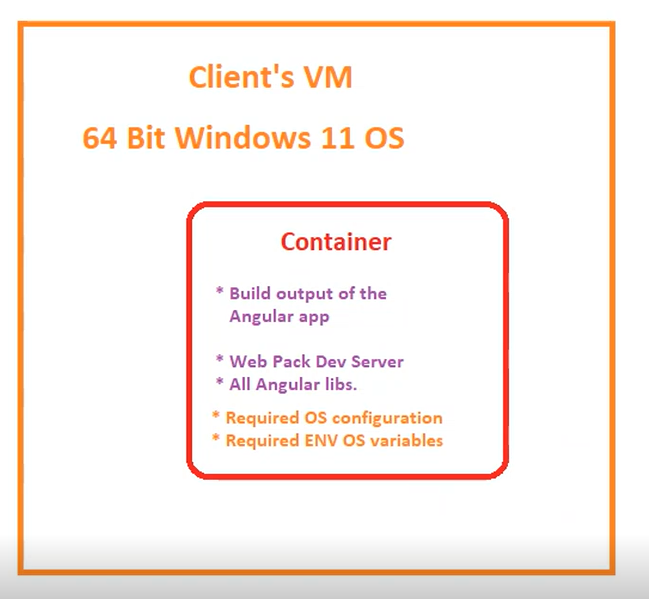 Client's VM
64 Bit Windows 11 OS
Container
* Build output of the
Angular app
* Web Pack Dev Server
* All Angular libs.
* Required OS configuration
* Required ENV OS variables